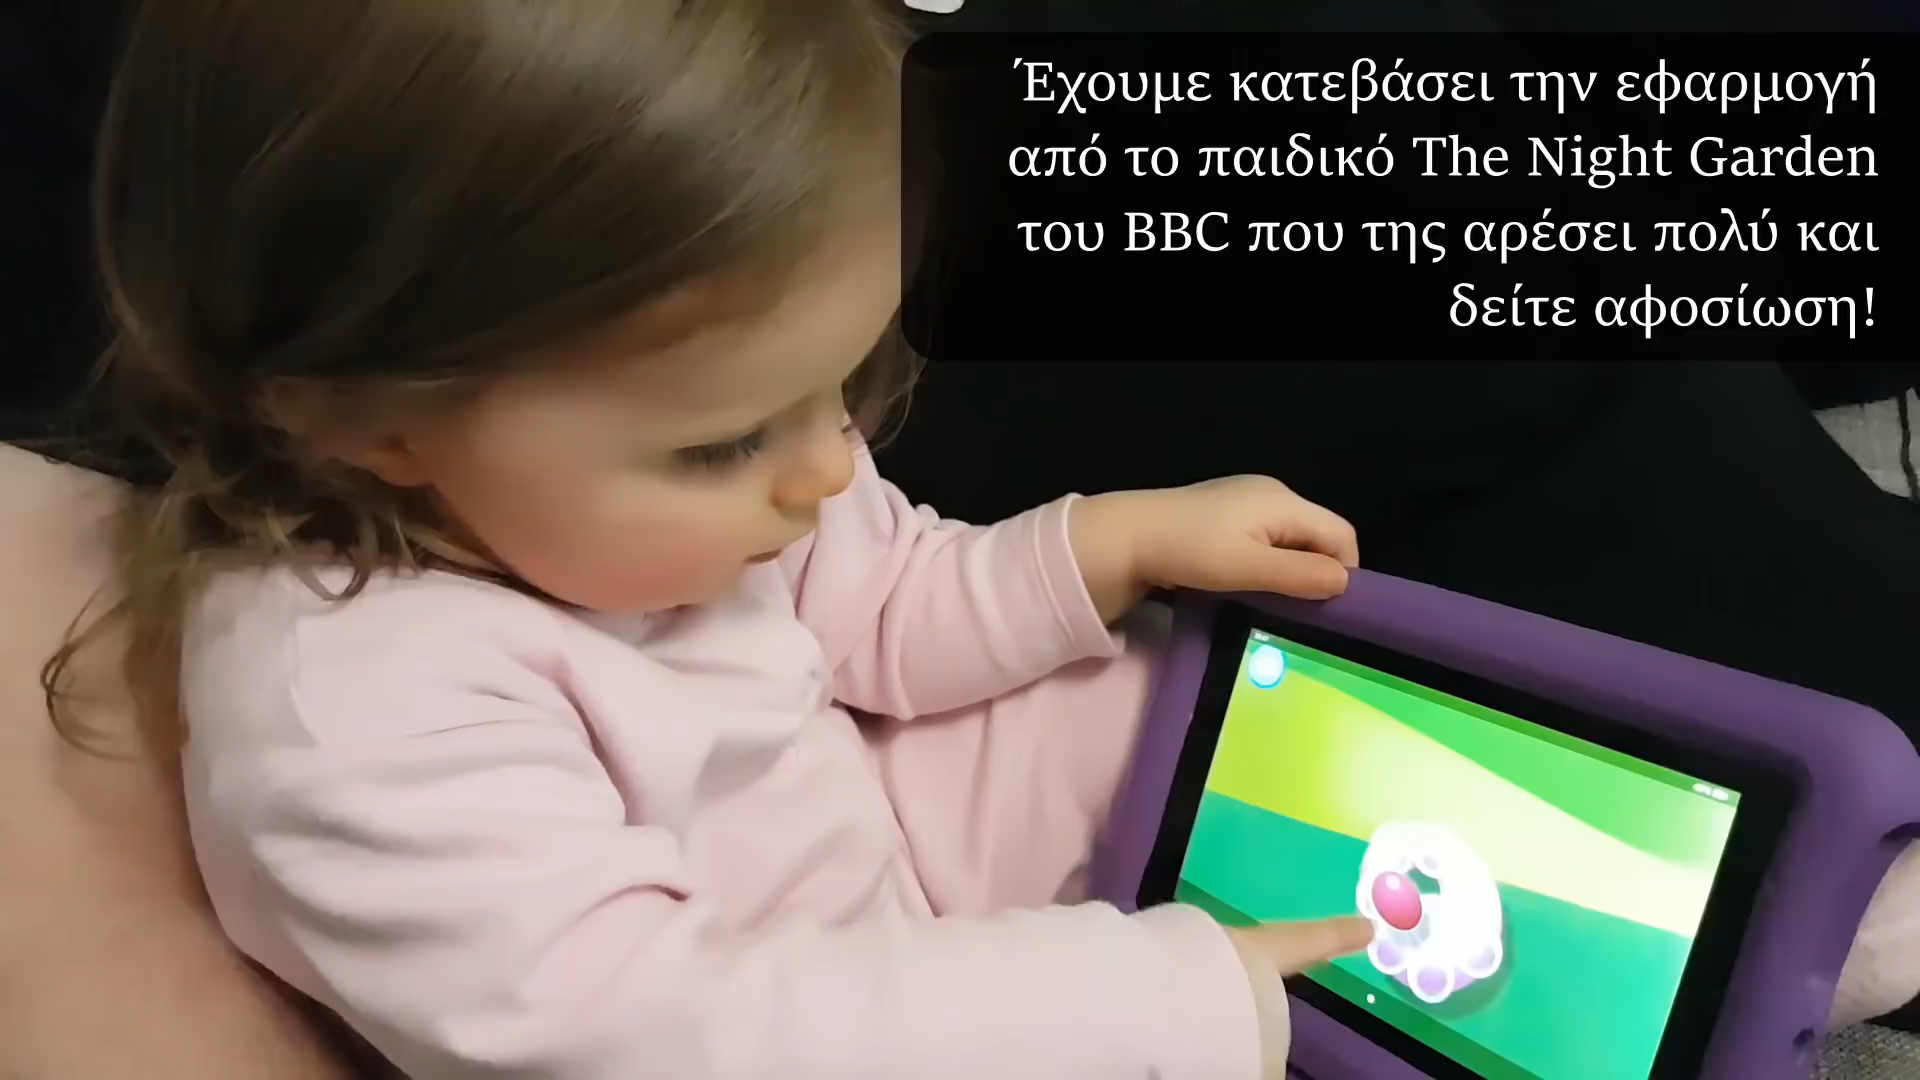 Έχουμε κατεβάσει την εφαρμογή
από το παιδικό The Night Garden
του BBC που της αρέσει πολύ και
δείτε αφοσίωση!